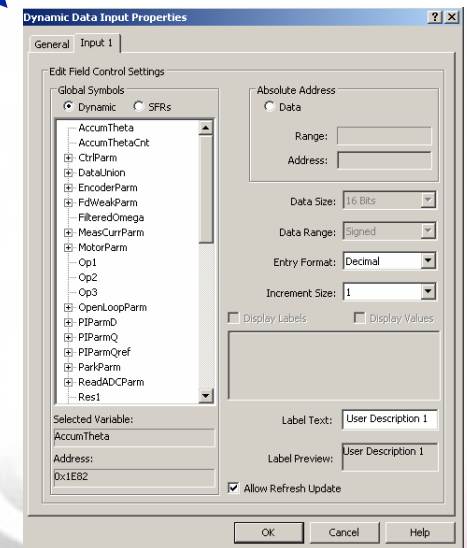 Dynamic Data Input Properties
General Input 1
Edit Field Control Settings
Global Symbols
Dynamic SFRs
AccumTheta
AccumThetaCnt
CtrlParm
DataUnion
EncoderParm
FdWeakParm
FilteredOmega
MeasCurrParm
MotorParm
Op1
Op2
Op3
OpenLoopParm
PIParmD
PIParmQ
PIParmQref
ParkParm
ReadADCParm
Res1
Selected Variable:
AccumTheta
Address:
0x1E82
Absolute Address
Data
Range:
Address:
Data Size: 16 Bits
Data Range: Signed
Entry Format: Decimal
Increment Size: 1
Display Labels Display Values
Label Text: User Description 1
Label Preview: User Description 1
Allow Refresh Update
OK Cancel Help